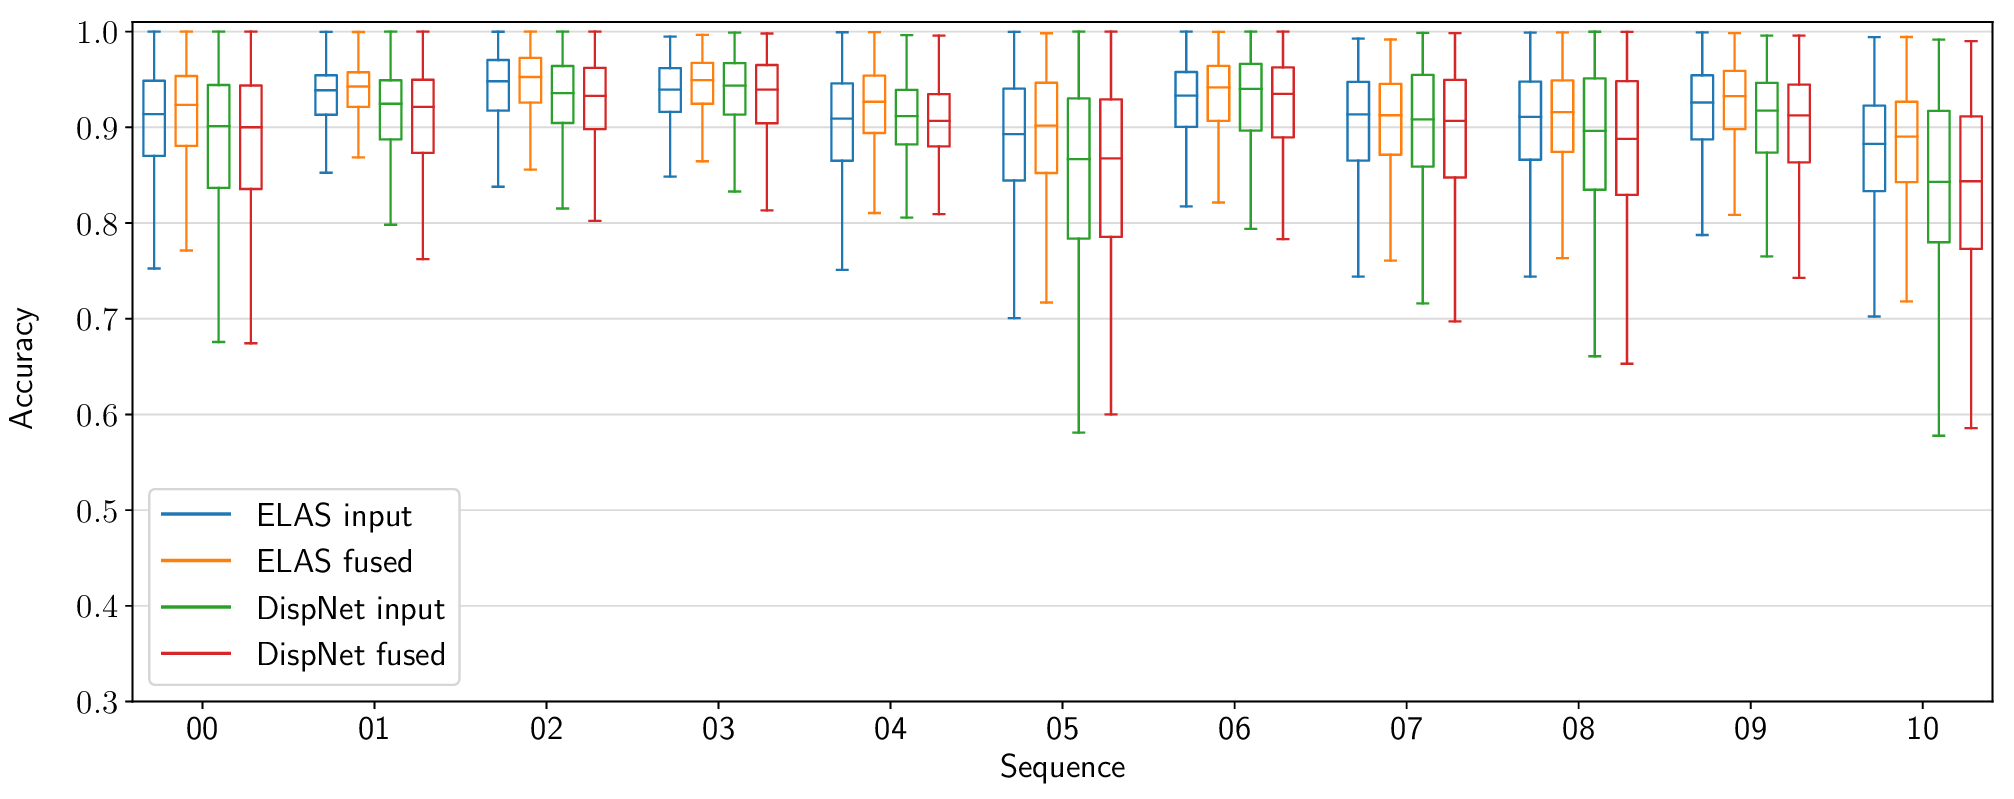 1.0
0.9
0.8
0.7
0.6
0.5
0.4
0.3
Accuracy
ELAS input
ELAS fused
DispNet input
DispNet fused
00 01 02 03 04 05 06 07 08 09 10
Sequence